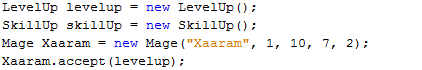 LevelUp levelup = new LevelUp();
SkillUp skillUp = new SkillUp();
Mage Xaaram = new Mage("Xaaram", 1, 10, 7, 2);
Xaaram.accept(levelup);